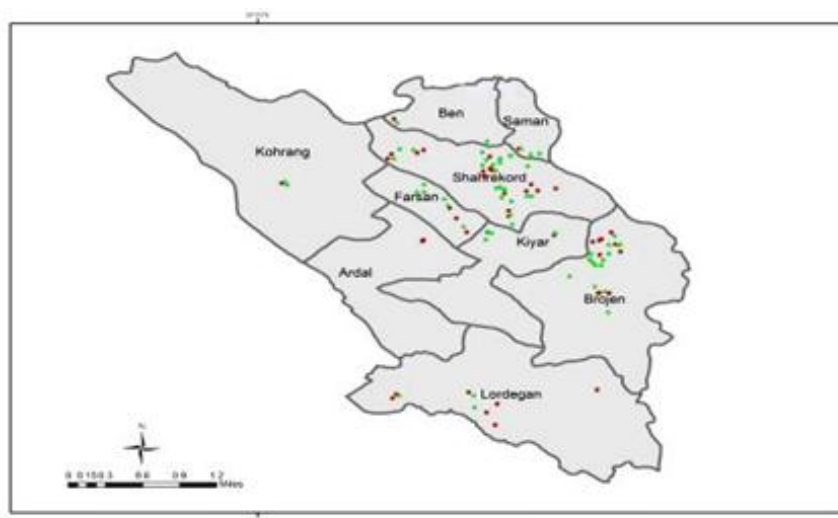 Ben
Saman
Kohrang
Shahrekord
Farsan
Kiyar
Ardal
Brojen
Lordegan
N
Miles